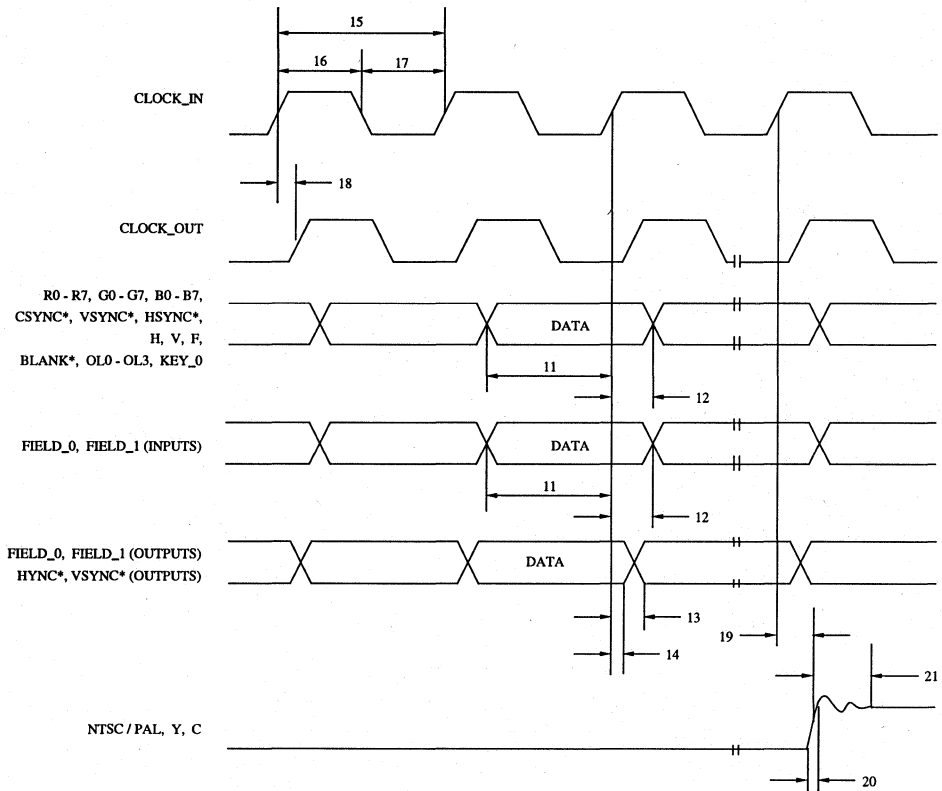 15
16
17
CLOCK_IN
18
CLOCK_OUT
R0 - R7, G0 - G7, B0 - B7,
CSYNC*, VSYNC*, HSYNC*,
H, V, F,
BLANK*, OL0 - OL3, KEY_0
DATA
11
12
FIELD_0, FIELD_1 (INPUTS)
DATA
11
12
FIELD_0, FIELD_1 (OUTPUTS)
HYNC*, VSYNC* (OUTPUTS)
DATA
13
19
14
21
NTSC / PAL, Y, C
20